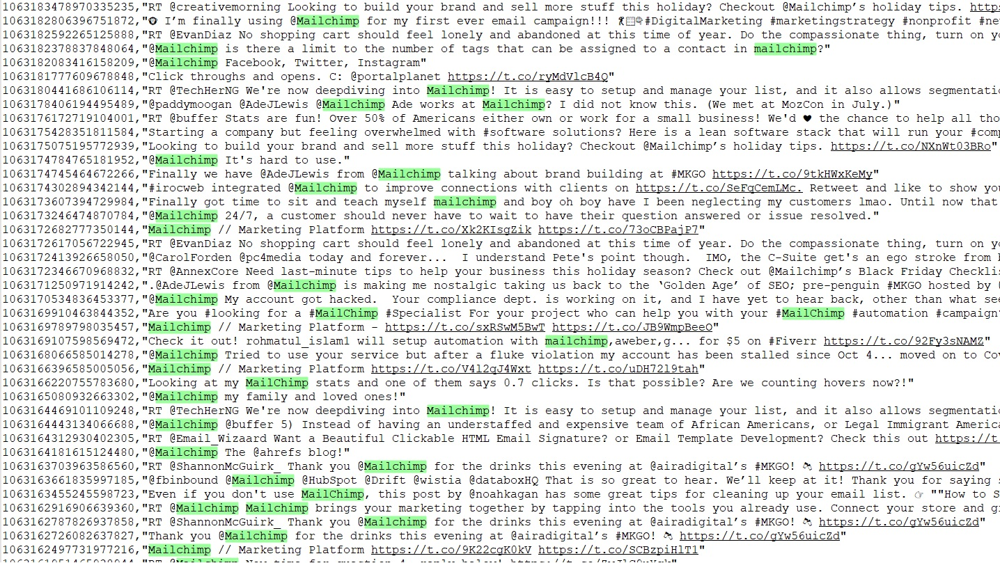 1063183478970335235,"RT @creativemorning Looking to build your brand and sell more stuff this holiday? Checkout @Mailchimp’s holiday tips. https
1063182806396751872," I’m finally using @Mailchimp for my first ever email campaign!!! #DigitalMarketing #marketingstrategy #nonprofit #ne
1063182592265125888,"RT @EvanDiaz No shopping cart should feel lonely and abandoned at this time of year. Do the compassionate thing, turn on yo
1063182378837848064,"@Mailchimp is there a limit to the number of tags that can be assigned to a contact in mailchimp?"
1063182083416158209,"@Mailchimp Facebook, Twitter, Instagram"
1063181777609678848,"Click throughs and opens. C: @portalplanet https://t.co/ryMdVlcB4Q"
1063180441686106114,"RT @TechHerNG We're now deepdiving into Mailchimp! It is easy to setup and manage your list, and it also allows segmentatio
1063178406194495489,"@paddymoogan @AdeJLewis @Mailchimp Ade works at Mailchimp? I did not know this. (We met at MozCon in July.)"
1063176172719104001,"RT @buffer Stats are fun! Over 50% of Americans either own or work for a small business! We'd ♥ the chance to help all tho
1063175428351811584,"Starting a company but feeling overwhelmed with #software solutions? Here is a lean software stack that will run your #com
1063175075195772939,"Looking to build your brand and sell more stuff this holiday? Checkout @Mailchimp’s holiday tips. https://t.co/NXnWt03BRo"
1063174784765181952,"@Mailchimp It's hard to use."
1063174745464672266,"Finally we have @AdeJLewis from @Mailchimp talking about brand building at #MKGO https://t.co/9tkHWxKeMy"
1063174302894342144,"#irocweb integrated @Mailchimp to improve connections with clients on https://t.co/SeFqCemLMc. Retweet and like to show yo
1063173607394729984,"Finally got time to sit and teach myself mailchimp and boy oh boy have I been neglecting my customers lmao. Until now that
1063173246474870784,"@Mailchimp 24/7, a customer should never have to wait to have their question answered or issue resolved."
1063172682777350144,"Mailchimp // Marketing Platform https://t.co/Xk2KIsgZik https://t.co/73oCBPajP7"
1063172617056722945,"RT @EvanDiaz No shopping cart should feel lonely and abandoned at this time of year. Do the compassionate thing, turn on yo
1063172413926658050,"@CarolForden @pc4media today and forever... I understand Pete's point though. IMO, the C-Suite get's an ego stroke from
1063172346670968832,"RT @AnnexCore Need last-minute tips to help your business this holiday season? Check out @Mailchimp’s Black Friday Checklis
1063171250971914242,".@AdeJLewis from @Mailchimp is making me nostalgic taking us back to the ‘Golden Age’ of SEO; pre-penguin #MKGO hosted by
1063170534836453377,"@Mailchimp My account got hacked. Your compliance dept. is working on it, and I have yet to hear back, other than what see
1063169910463844352,"Are you #looking for a #MailChimp #Specialist For your project who can help you with your #MailChimp #automation #campaign
1063169789798035457,"Mailchimp // Marketing Platform – https://t.co/sxRSwM5BwT https://t.co/JB9WmpBeeO"
1063169107598569472,"Check it out! rohmatul_islam1 will setup automation with mailchimp,aweber,g... for $5 on #Fiverr https://t.co/92Fy3sNAMZ"
1063168066585014278,"@Mailchimp Tried to use your service but after a fluke violation my account has been stalled since Oct 4... moved on to Co
1063166396585005056,"Mailchimp // Marketing Platform https://t.co/V4l2qJ4Wxt https://t.co/uDH72l9tah"
1063166220755783680,"Looking at my MailChimp stats and one of them says 0.7 clicks. Is that possible? Are we counting hovers now?!"
1063165080932663302,"@Mailchimp my family and loved ones!"
1063164469101109248,"RT @TechHerNG We're now deepdiving into Mailchimp! It is easy to setup and manage your list, and it also allows segmentatio
1063164443134066688,"@Mailchimp @buffer 5) Instead of having an understaffed and expensive team of African Americans, or Legal Immigrant America
1063164312930402305,"RT @Email_Wizaard Want a Beautiful Clickable HTML Email Signature? or Email Template Development? Check this out https://t.
1063164181615124480,"@Mailchimp The @ahrefs blog!"
1063163703963586560,"RT @ShannonMcGuirk_ Thank you @Mailchimp for the drinks this evening at @airadigital’s #MKGO! https://t.co/gYw56uicZd"
1063163661835997185,"@fbinbound @Mailchimp @HubSpot @Drift @wistia @databoxHQ That is so great to hear. We’ll keep at it! Thank you for saying s
1063163455245598723,"Even if you don't use MailChimp, this post by @noahkagan has some great tips for cleaning up your email list. ☞ ""How to S
1063162916906639360,"RT @Mailchimp Mailchimp brings your marketing together by tapping into the tools you already use. Connect your store and gi
1063162787826937858,"RT @ShannonMcGuirk_ Thank you @Mailchimp for the drinks this evening at @airadigital’s #MKGO! https://t.co/gYw56uicZd"
1063162726082637827,"Thank you @Mailchimp for the drinks this evening at @airadigital’s #MKGO! https://t.co/gYw56uicZd"
1063162497731977216,"Mailchimp // Marketing Platform https://t.co/9K22cgK0kV https://t.co/SCBzpiHlT1"